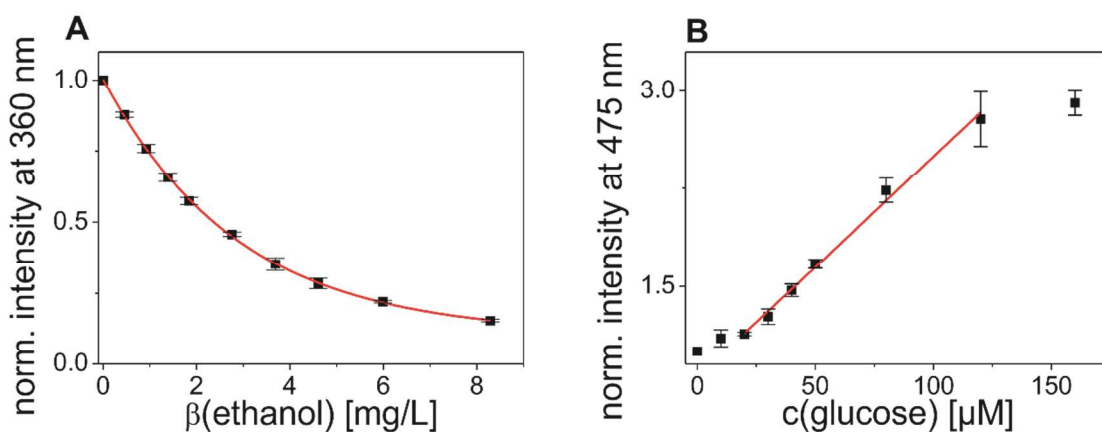 A
norm. intensity at 360 nm
1.0
0.5
0.0
0
2
4
6
8
β(ethanol) [mg/L]
B
norm. intensity at 475 nm
3.0
1.5
0
50
100
150
c(glucose) [µM]